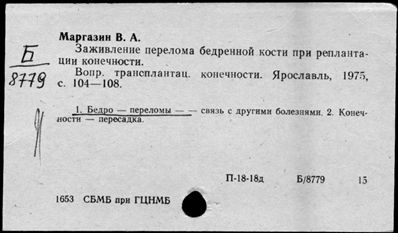 Маргазин В. А.
Заживление перелома бедренной кости при реплантации конечности.
Вопр. трансплантац. конечности. Ярославль, 1975,
с. 104—108.
Б
8779
1. Бедро — переломы — — связь с другими болезнями. 2. Конечности — пересадка.
П-18-18д Б/8779 15
1653 СБМБ при ГЦНМБ